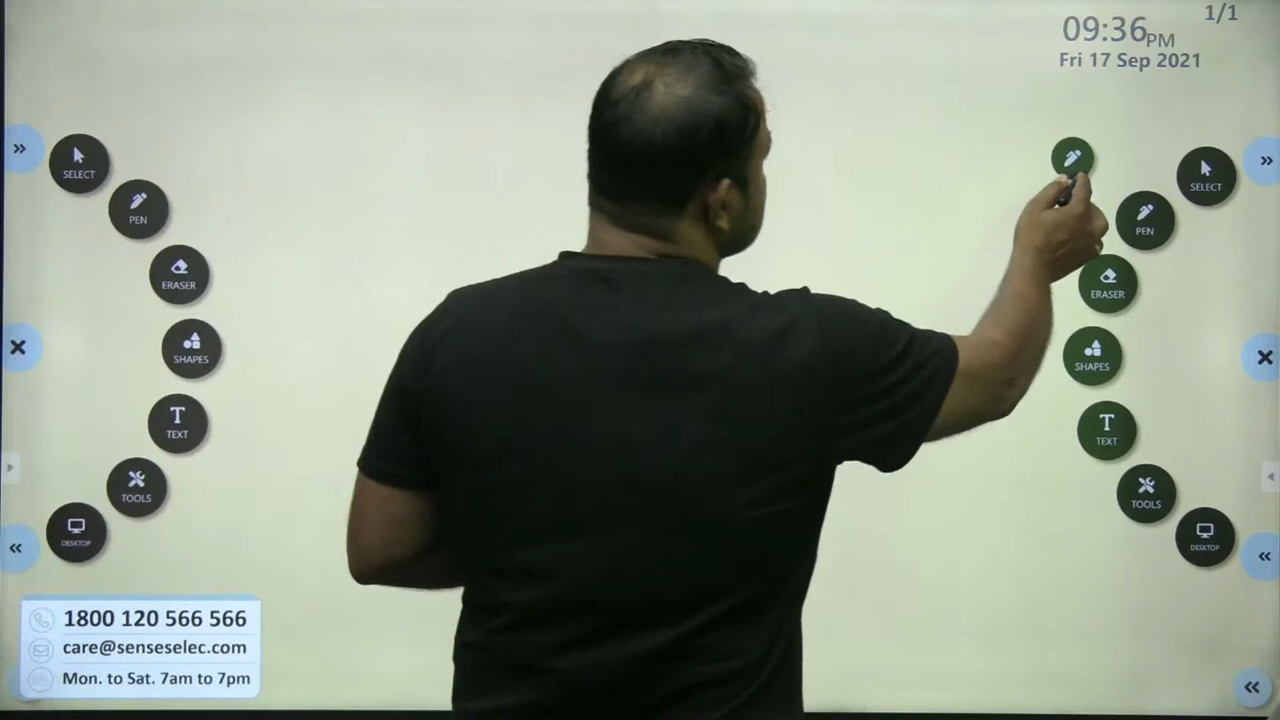 1/1
09:36PM
Fri 17 Sep 2021
SELECT
PEN
ERASER
SHAPES
TEXT
TOOLS
DESKTOP
SELECT
PEN
ERASER
SHAPES
TEXT
TOOLS
DESKTOP
1800 120 566 566
care@senseselec.com
Mon. to Sat. 7am to 7pm